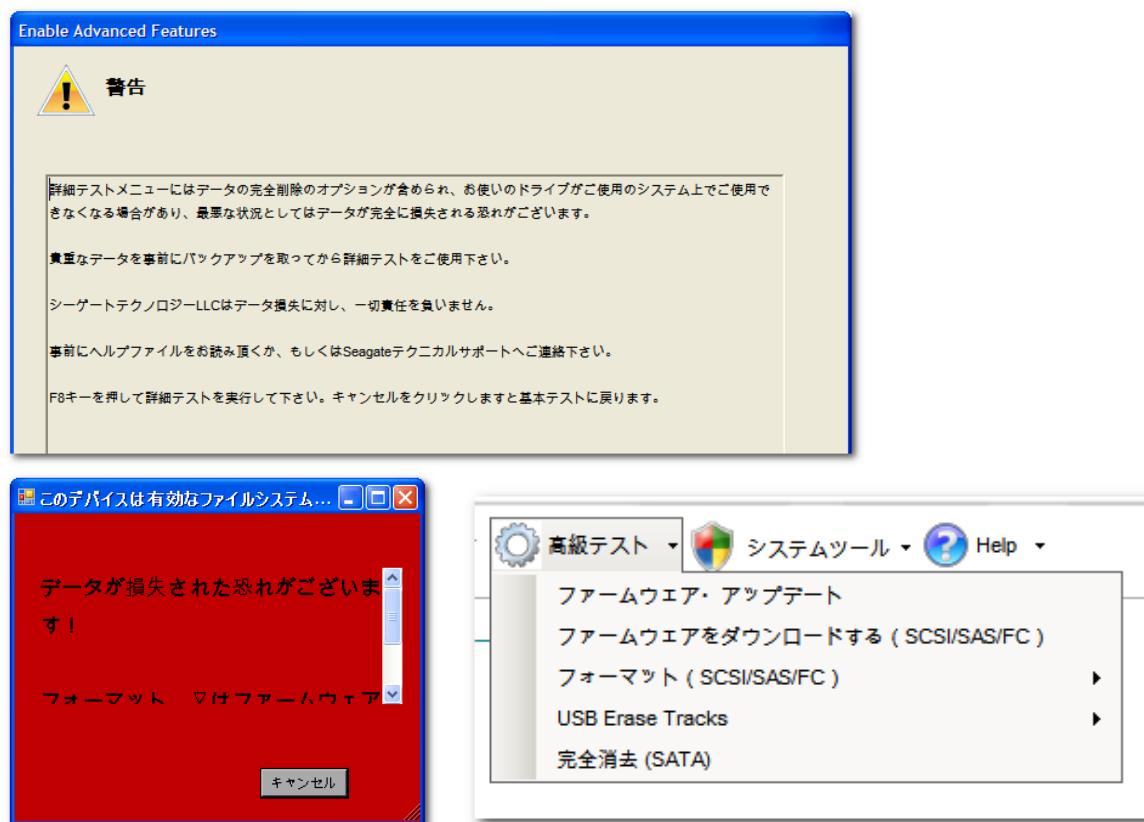 Enable Advanced Features
警告
詳細テストメニューにはデータの完全削除のオプションが含められ、お使いのドライブがご使用のシステム上でご使用で
きなくなる場合があり、最悪な状況としてはデータが完全に損失される恐れがございます。
貴重なデータを事前にバックアップを取ってから詳細テストをご使用下さい。
シーゲートテクノロジーLLCはデータ損失に対し、一切責任を負いません。
事前にヘルプファイルをお読み頂くか、もしくはSeagateテクニカルサポートへご連絡下さい。
F8キーを押して詳細テストを実行して下さい。キャンセルをクリックしますと基本テストに戻ります。
このデバイスは有効なファイルシステム...
データが損失された恐れがございま
す！
フォーマット、又はファームウェア
キャンセル
高級テスト
システムツール
Help
ファームウエア・アップデート
ファームウエアをダウンロードする ( SCSI/SAS/FC )
フォーマット ( SCSI/SAS/FC )
USB Erase Tracks
完全消去 (SATA)